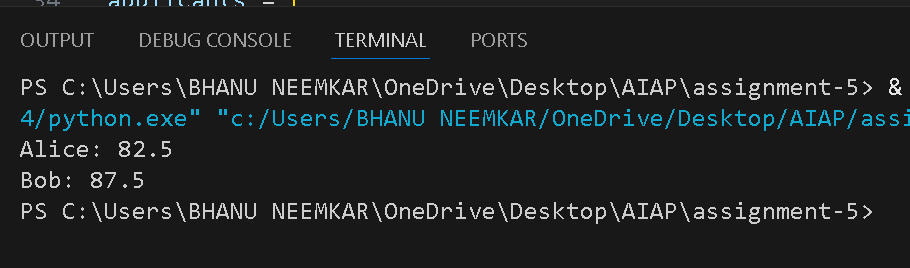 34 applicants = [
OUTPUT DEBUG CONSOLE TERMINAL PORTS
PS C:\Users\BHANU NEEMKAR\OneDrive\Desktop\AIAP\assignment-5> &
4/python.exe" "c:/Users/BHANU NEEMKAR/OneDrive/Desktop/AIAP/assi
Alice: 82.5
Bob: 87.5
PS C:\Users\BHANU NEEMKAR\OneDrive\Desktop\AIAP\assignment-5>